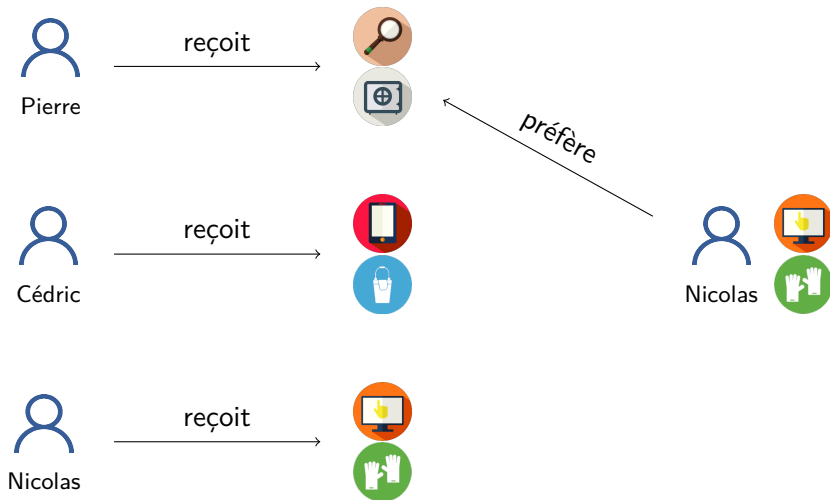 reçoit
Pierre
préfère
reçoit
Cédric
Nicolas
reçoit
Nicolas